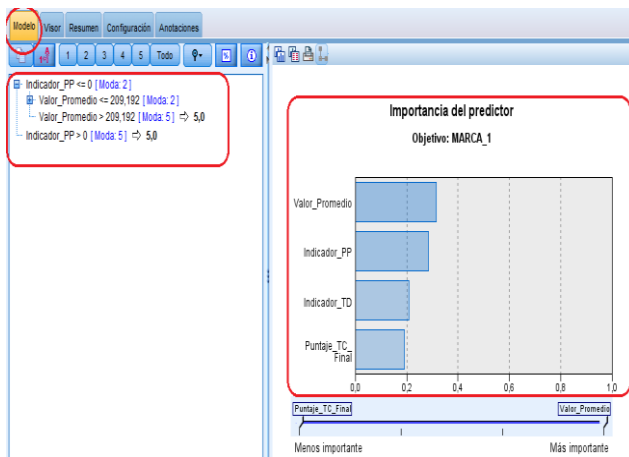 Modelo Visor Resumen Configuración Anotaciones
1 2 3 4 5 Todo
Indicador_PP <= 0 [Moda: 2]
Valor_Promedio <= 209,192 [Moda: 2]
Valor_Promedio > 209,192 [Moda: 5] ⇨ 5,0
Indicador_PP > 0 [Moda: 5] ⇨ 5,0
Importancia del predictor
Objetivo: MARCA_1
Valor_Promedio
Indicador_PP
Indicador_TD
Puntaje_TC_
Final
0,0 0,2 0,4 0,6 0,8 1,0
Puntaje_TC_Final Valor_Promedio
Menos importante Más importante